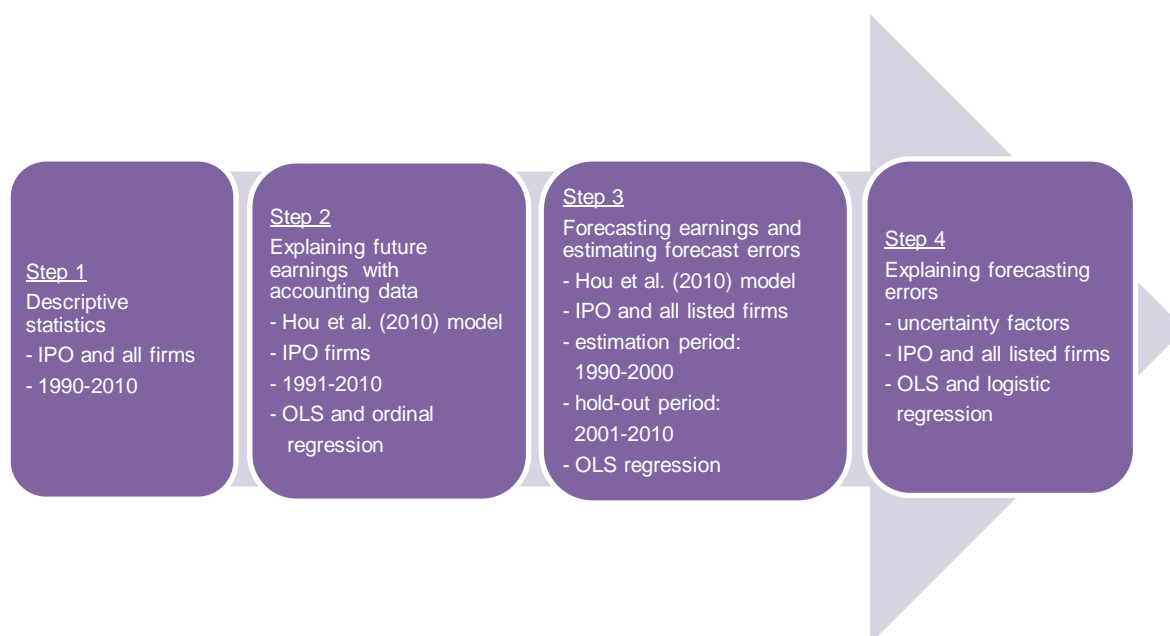 Step 1
Descriptive
statistics
- IPO and all firms
- 1990-2010
Step 2
Explaining future
earnings with
accounting data
- Hou et al. (2010) model
- IPO firms
- 1991-2010
- OLS and ordinal
regression
Step 3
Forecasting earnings and
estimating forecast errors
- Hou et al. (2010) model
- IPO and all listed firms
- estimation period:
1990-2000
- hold-out period:
2001-2010
- OLS regression
Step 4
Explaining forecasting
errors
- uncertainty factors
- IPO and all listed firms
- OLS and logistic
regression